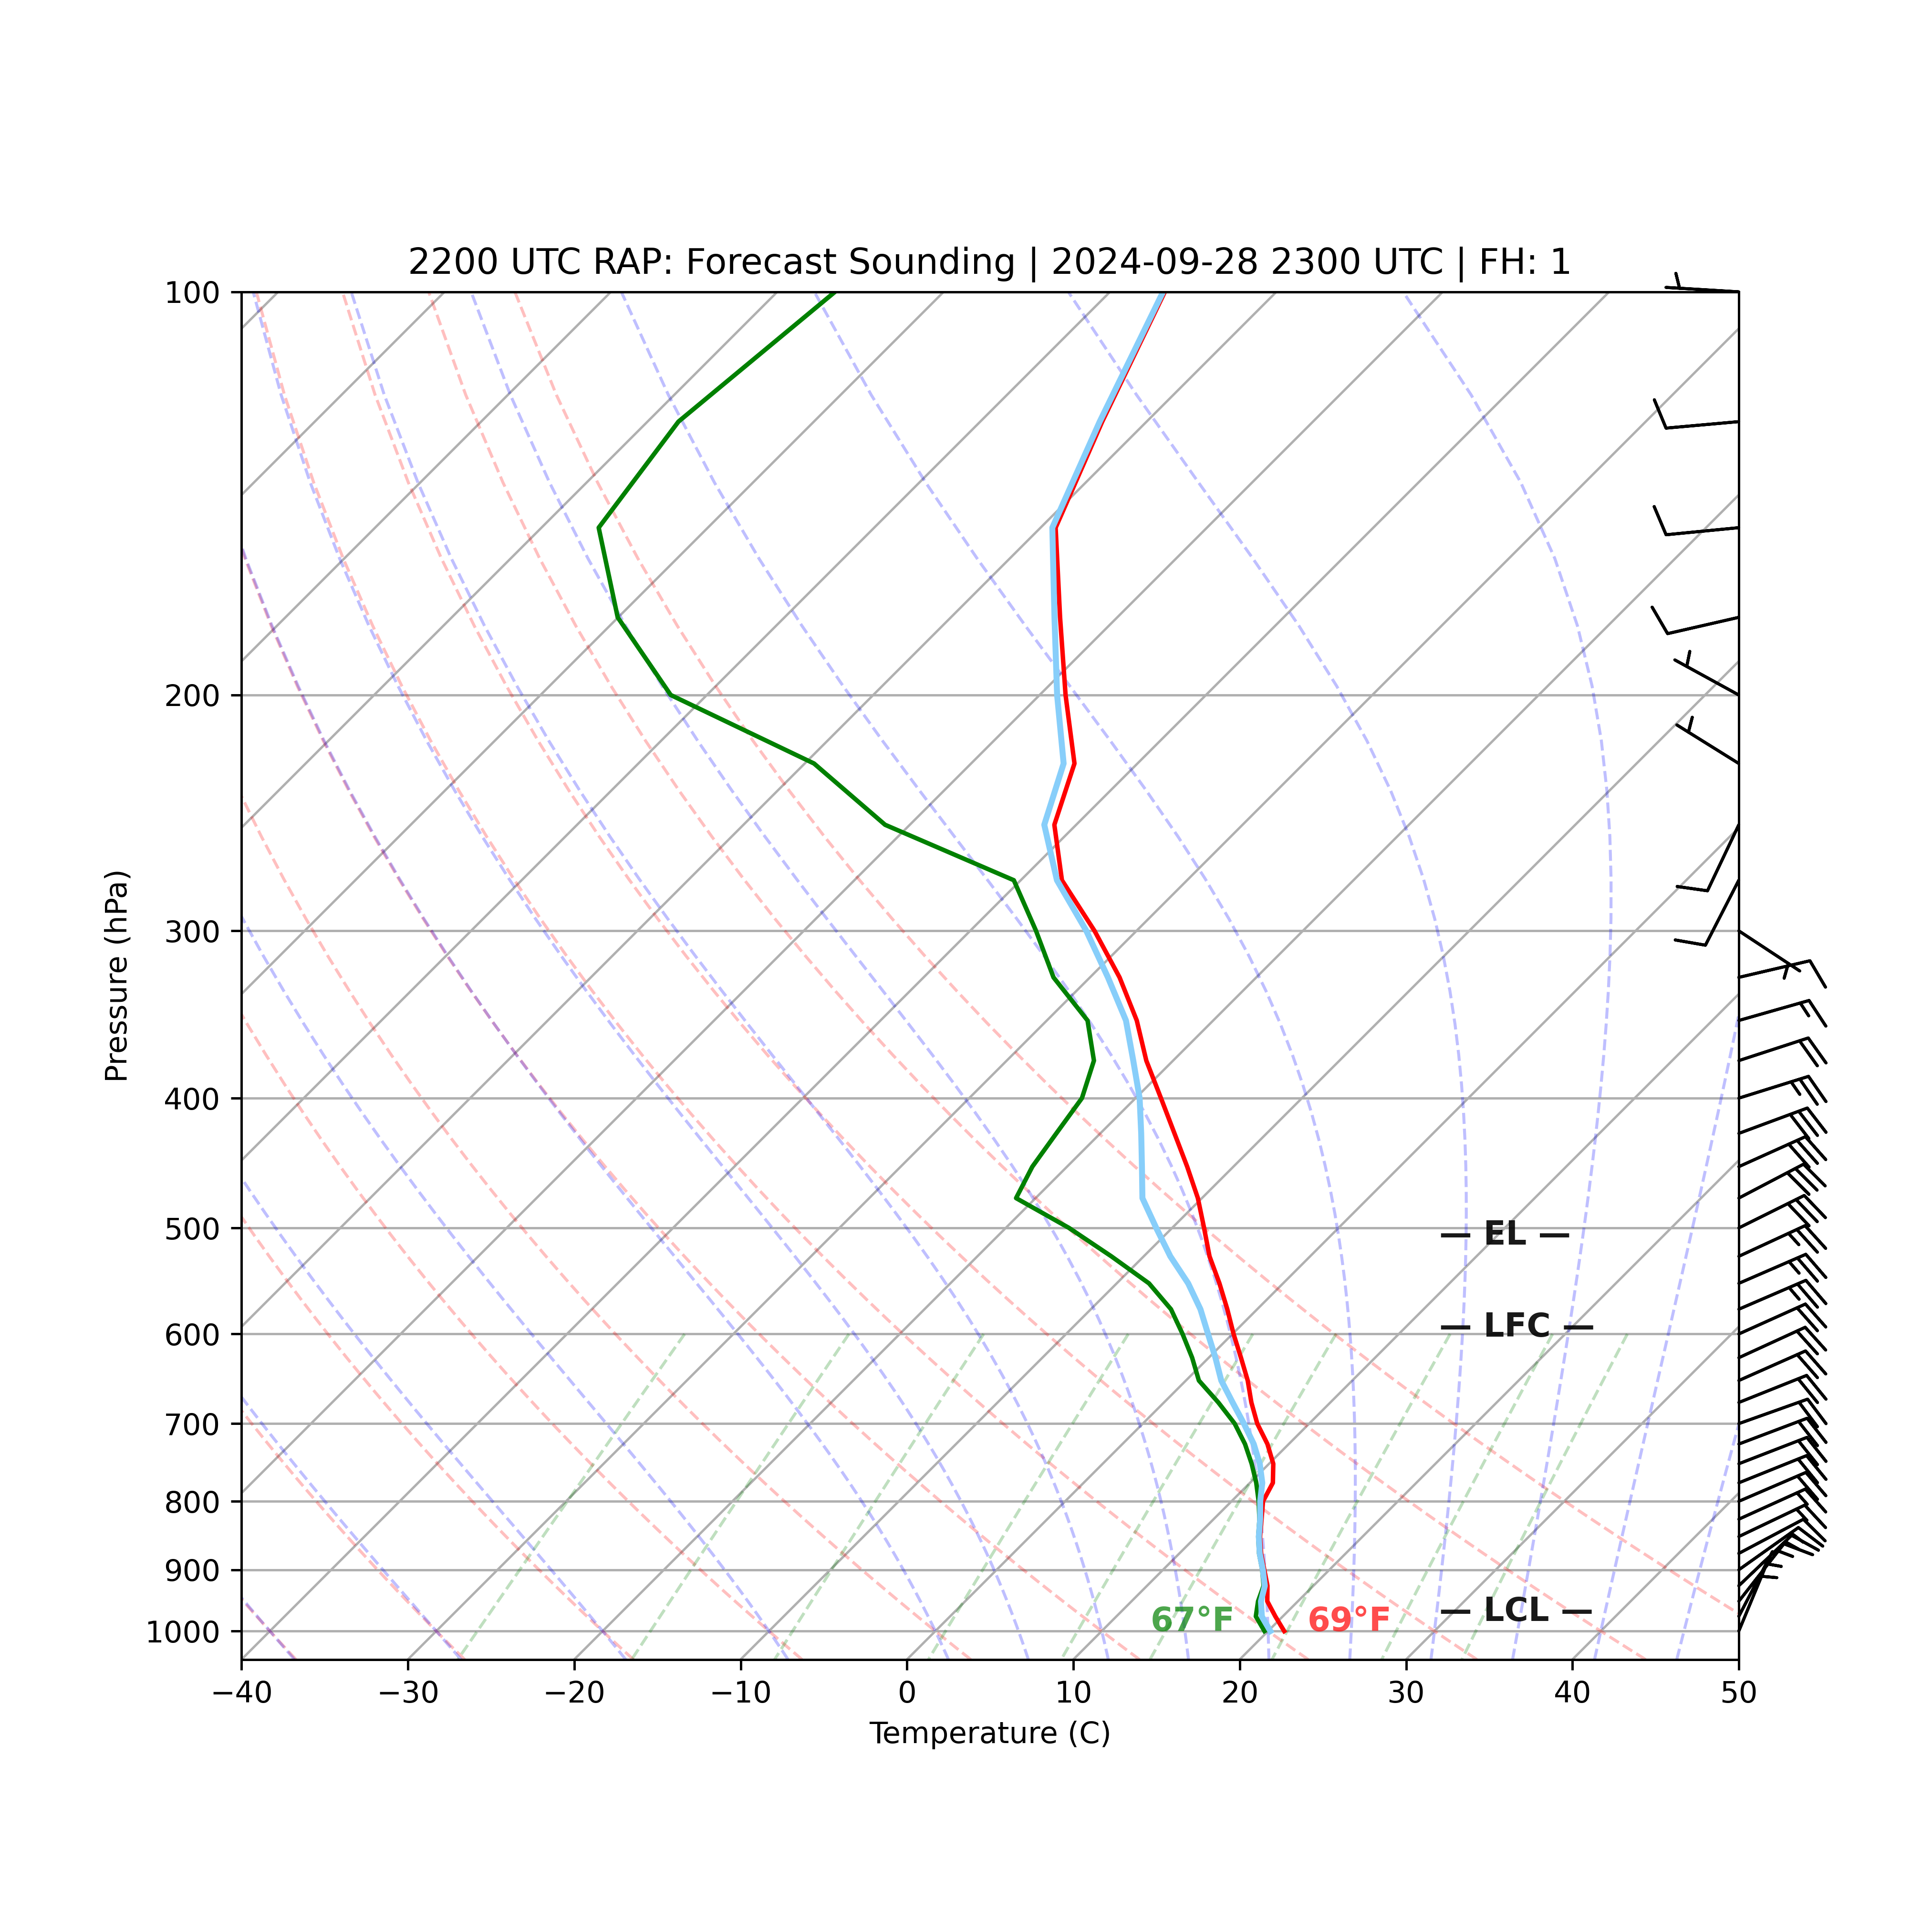 2200 UTC RAP: Forecast Sounding | 2024-09-28 2300 UTC | FH: 1
100
200
300
400
500
600
700
800
900
1000
Pressure (hPa)
— EL —
— LFC —
— LCL —
67°F
69°F
−40
−30
−20
−10
0
10
20
30
40
50
Temperature (C)